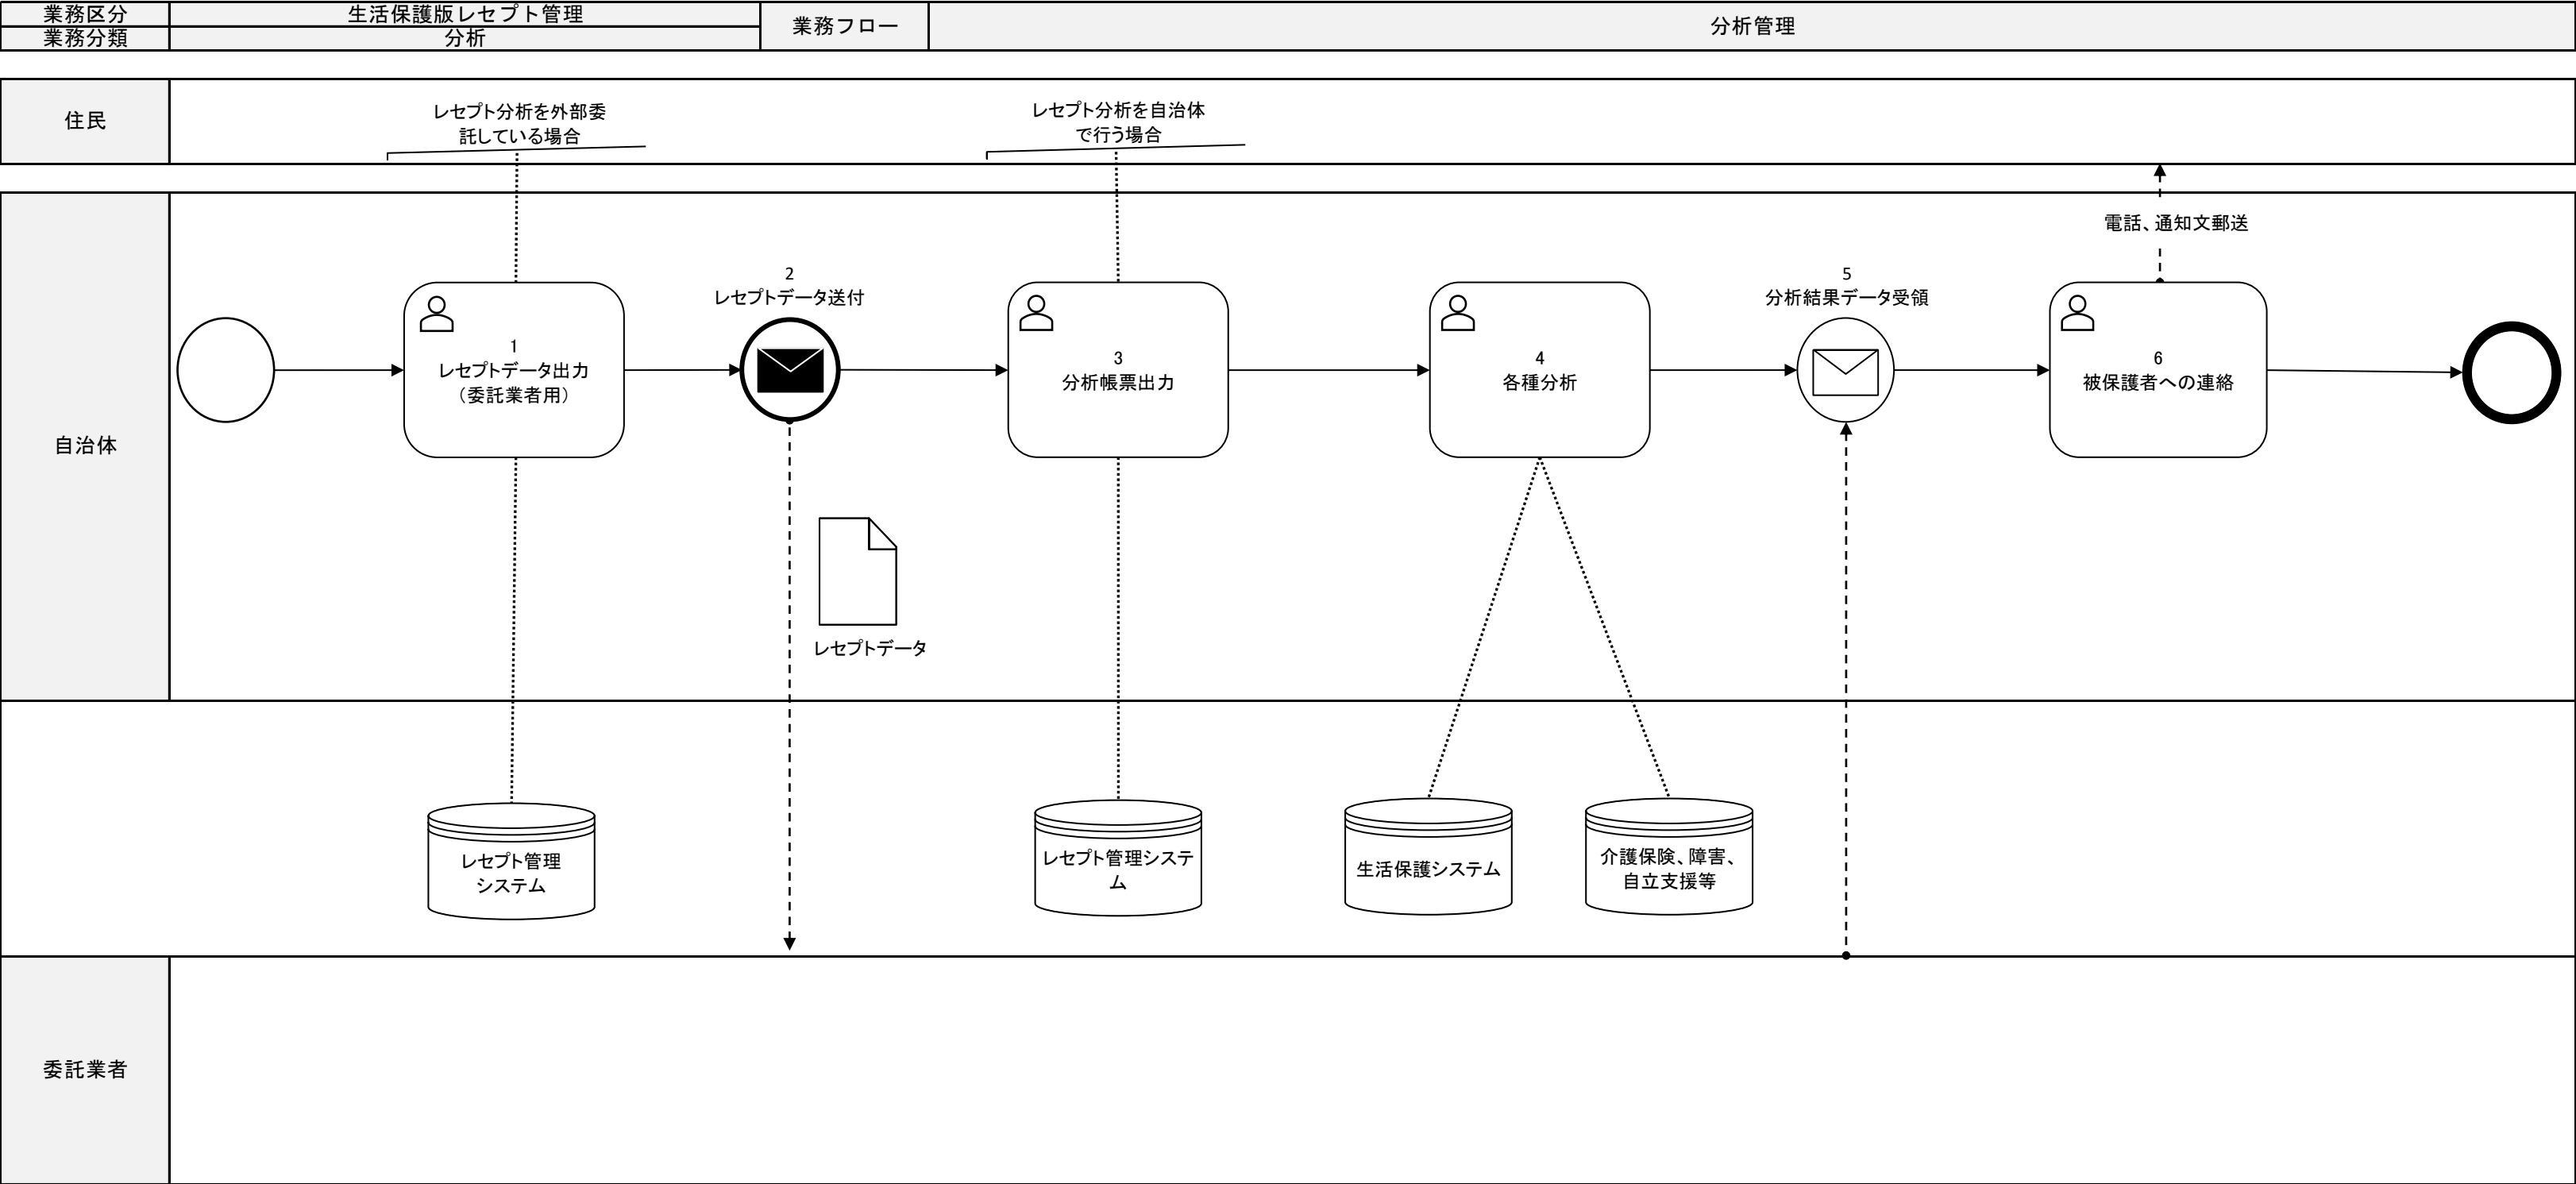 業務区分
生活保護版レセプト管理
業務分類
分析
業務フロー
分析管理
住民
レセプト分析を外部委
託している場合
レセプト分析を自治体
で行う場合
自治体
電話、通知文郵送
1
レセプトデータ出力
（委託業者用）
2
レセプトデータ送付
3
分析帳票出力
4
各種分析
5
分析結果データ受領
6
被保護者への連絡
レセプトデータ
レセプト管理
システム
レセプト管理システ
ム
生活保護システム
介護保険、障害、
自立支援等
委託業者